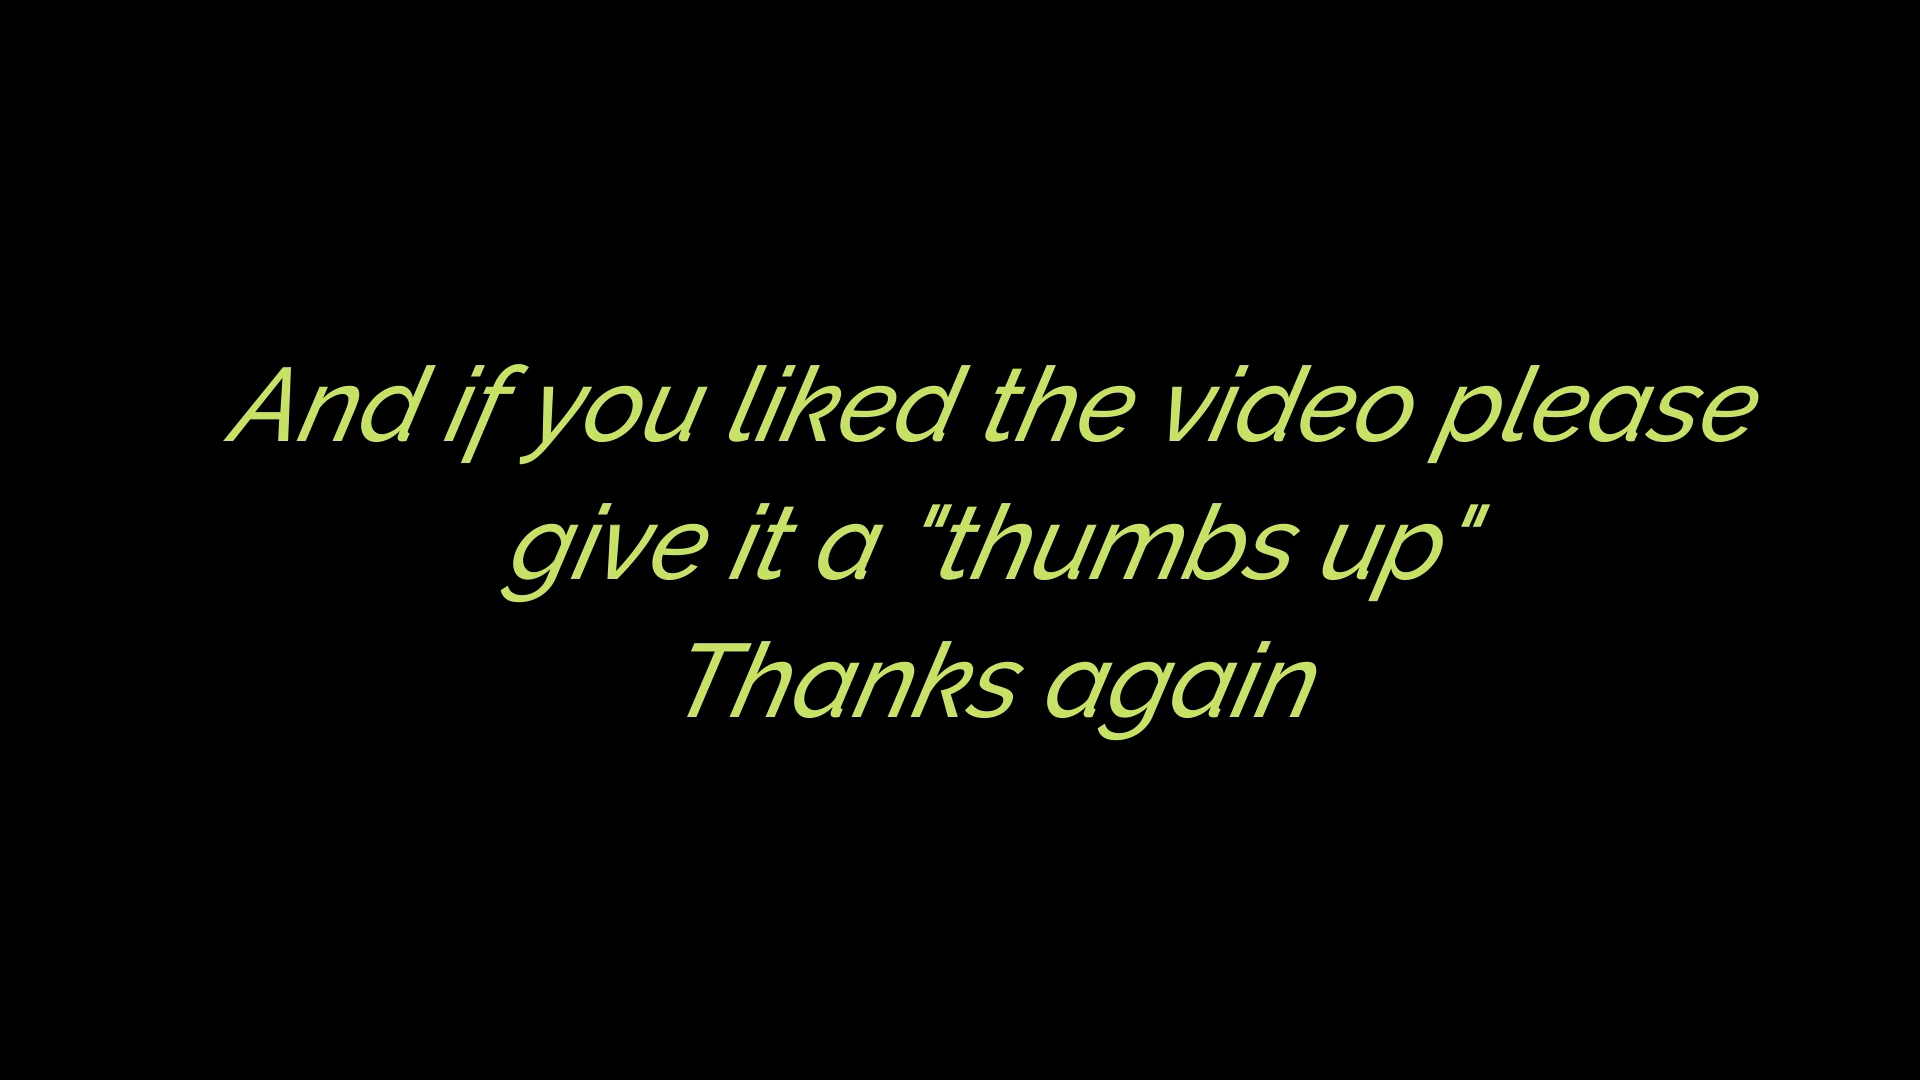 And if you liked the video please
give it a "thumbs up"
Thanks again